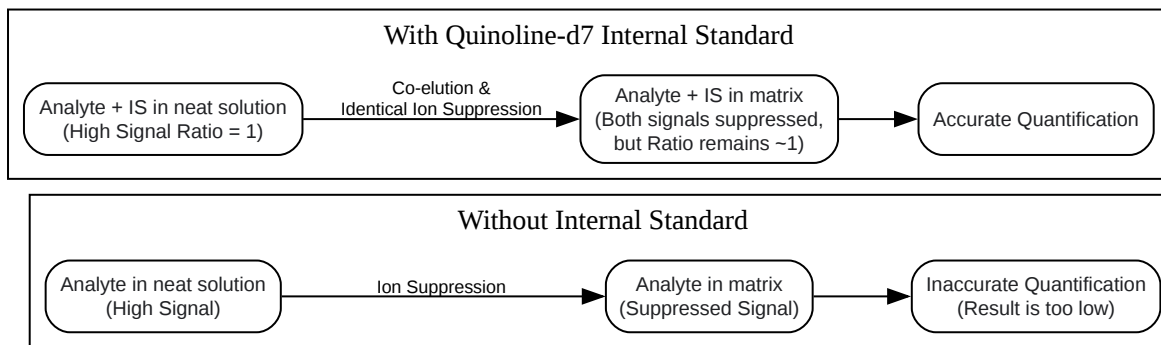 With Quinoline-d7 Internal Standard
Analyte + IS in neat solution
(High Signal Ratio = 1)
Co-elution &
Identical Ion Suppression
Analyte + IS in matrix
(Both signals suppressed,
but Ratio remains ~1)
Accurate Quantification
Without Internal Standard
Analyte in neat solution
(High Signal)
Ion Suppression
Analyte in matrix
(Suppressed Signal)
Inaccurate Quantification
(Result is too low)